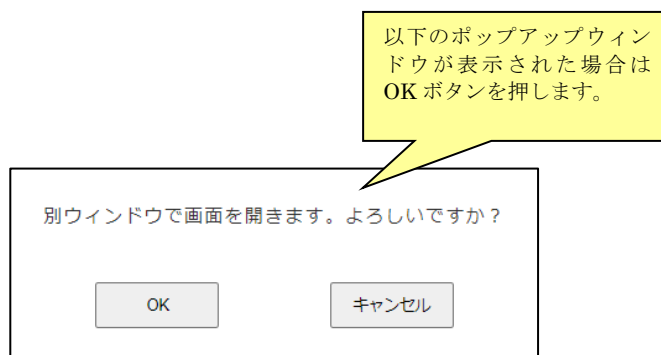 以下のポップアップウィン
ドウが表示された場合は
OK ボタンを押します。
別ウィンドウで画面を開きます。よろしいですか？
OK
キャンセル